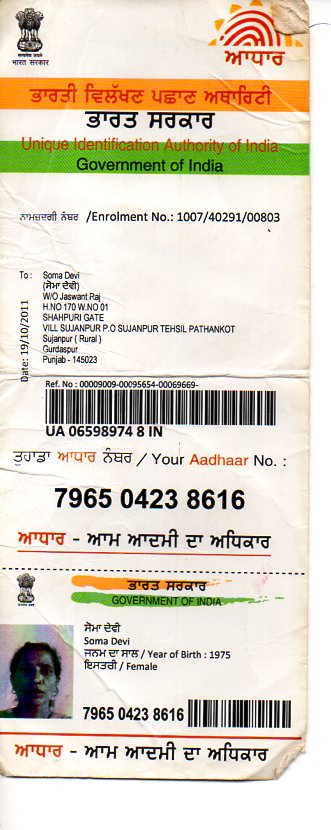 भारत सरकार
ਆਧਾਰ
ਭਾਰਤੀ ਵਿਲੱਖਣ ਪਛਾਣ ਅਥਾਰਿਟੀ
ਭਾਰਤ ਸਰਕਾਰ
Unique Identification Authority of India
Government of India
ਨਾਮਜ਼ਦਗੀ ਨੰਬਰ /Enrolment No.: 1007/40291/00803
Date: 19/10/2011
To: Soma Devi
(ਸੋਮਾ ਦੇਵੀ)
W/O Jaswant Raj
H.NO 170 W.NO 01
SHAHPURI GATE
VILL SUJANPUR P.O SUJANPUR TEHSIL PATHANKOT
Sujanpur ( Rural )
Gurdaspur
Punjab - 145023
Ref. No : 00009009-00095654-00069669-
UA 06598974 8 IN
ਤੁਹਾਡਾ ਆਧਾਰ ਨੰਬਰ / Your Aadhaar No. :
7965 0423 8616
ਆਧਾਰ - ਆਮ ਆਦਮੀ ਦਾ ਅਧਿਕਾਰ
ਭਾਰਤ ਸਰਕਾਰ
GOVERNMENT OF INDIA
ਸੋਮਾ ਦੇਵੀ
Soma Devi
ਜਨਮ ਦਾ ਸਾਲ / Year of Birth : 1975
ਇਸਤਰੀ / Female
7965 0423 8616
ਆਧਾਰ - ਆਮ ਆਦਮੀ ਦਾ ਅਧਿਕਾਰ